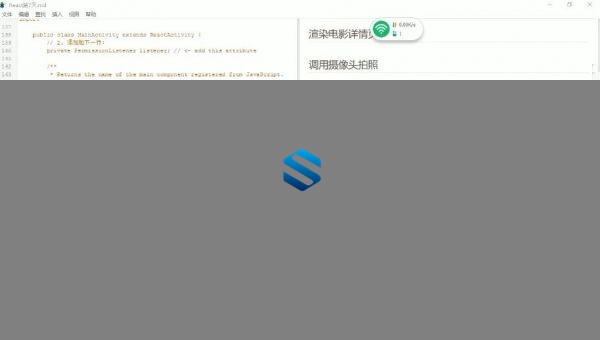 React第7天.md
文件 编辑 查找 插入 视图 帮助
137
138 public class MainActivity extends ReactActivity {
139 // 2. 添加如下一行:
140 private PermissionListener listener; // <- add this attribute
141
142 /**
143 * Returns the name of the main component registered from JavaScript.
渲染电影详情页
0.00K/s
1
调用摄像头拍照